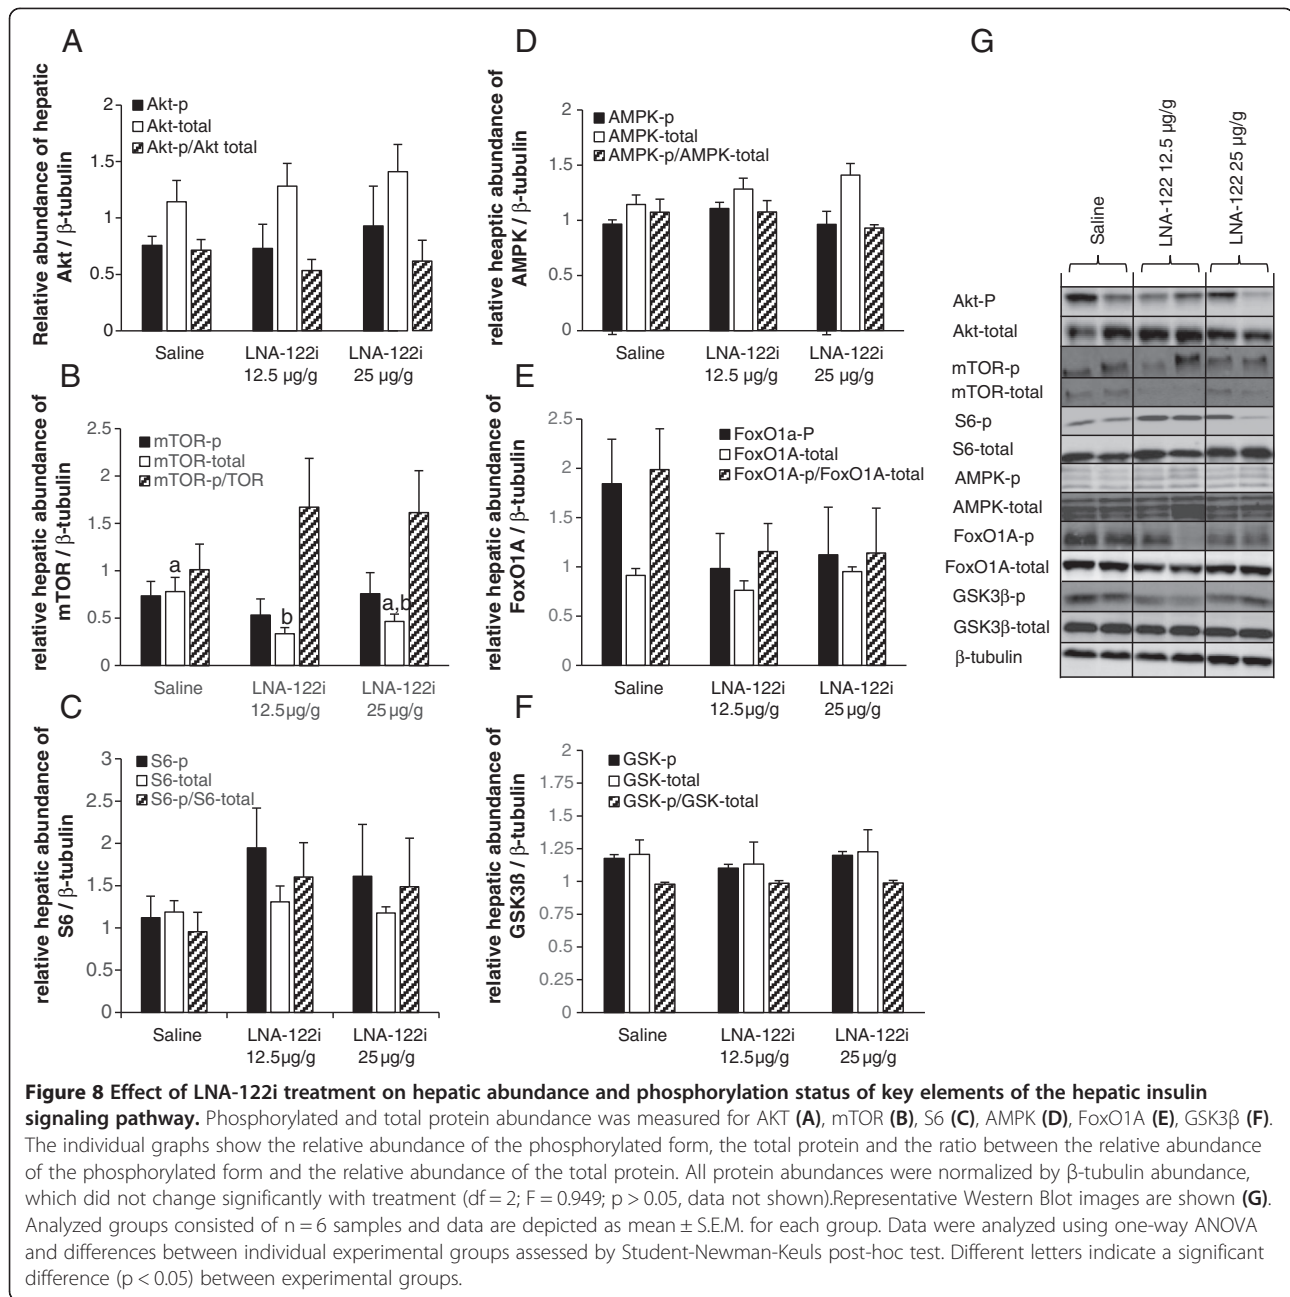 A
Relative abundance of hepatic
Akt / β-tubulin
Akt-p
Akt-total
Akt-p/Akt total
2
1.5
1
0.5
0
Saline
LNA-122i
12.5 µg/g
LNA-122i
25 µg/g
B
relative hepatic abundance of
mTOR / β-tubulin
mTOR-p
mTOR-total
mTOR-p/TOR
2.5
2
1.5
1
0.5
0
a
b
a,b
Saline
LNA-122i
12.5µg/g
LNA-122i
25µg/g
C
relative hepatic abundance of
S6 / β-tubulin
S6-p
S6-total
S6-p/S6-total
3
2.5
2
1.5
1
0.5
0
Saline
LNA-122i
12.5µg/g
LNA-122i
25µg/g
D
relative heaptic abundance of
AMPK / β-tubulin
AMPK-p
AMPK-total
AMPK-p/AMPK-total
2
1.5
1
0.5
0
Saline
LNA-122i
12.5 µg/g
LNA-122i
25 µg/g
E
relative hepatic abundance of
FoxO1A / β-tubulin
FoxO1a-P
FoxO1A-total
FoxO1A-p/FoxO1A-total
2.5
2
1.5
1
0.5
0
Saline
LNA-122i
12.5µg/g
LNA-122i
25µg/g
F
relative hepatic abundance of
GSK3ß / β-tubulin
GSK-p
GSK-total
GSK-p/GSK-total
2
1.75
1.5
1.25
1
0.75
0.5
0.25
0
Saline
LNA-122i
12.5µg/g
LNA-122i
25µg/g
G
Saline
LNA-122 12.5 µg/g
LNA-122 25 µg/g
Akt-P
Akt-total
mTOR-p
mTOR-total
S6-p
S6-total
AMPK-p
AMPK-total
FoxO1A-p
FoxO1A-total
GSK3β-p
GSK3β-total
β-tubulin
Figure 8 Effect of LNA-122i treatment on hepatic abundance and phosphorylation status of key elements of the hepatic insulin
signaling pathway. Phosphorylated and total protein abundance was measured for AKT (A), mTOR (B), S6 (C), AMPK (D), FoxO1A (E), GSK3β (F).
The individual graphs show the relative abundance of the phosphorylated form, the total protein and the ratio between the relative abundance
of the phosphorylated form and the relative abundance of the total protein. All protein abundances were normalized by β-tubulin abundance,
which did not change significantly with treatment (df = 2; F = 0.949; p > 0.05, data not shown).Representative Western Blot images are shown (G).
Analyzed groups consisted of n = 6 samples and data are depicted as mean ± S.E.M. for each group. Data were analyzed using one-way ANOVA
and differences between individual experimental groups assessed by Student-Newman-Keuls post-hoc test. Different letters indicate a significant
difference (p < 0.05) between experimental groups.